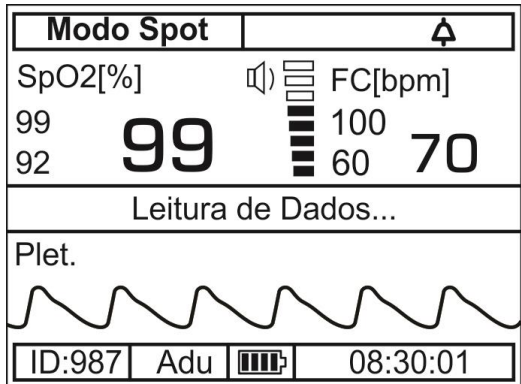 Modo Spot
SpO2[%] FC[bpm]
99 99 100 70
92 60
Leitura de Dados...
Plet.
ID:987 Adu 08:30:01